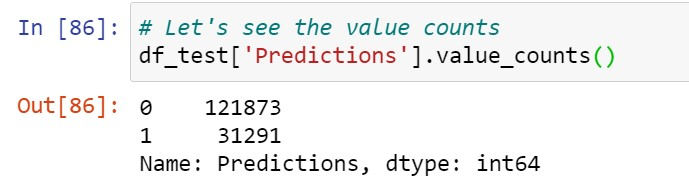 In [86]: # Let's see the value counts
df_test['Predictions'].value_counts()
Out[86]: 0 121873
1 31291
Name: Predictions, dtype: int64